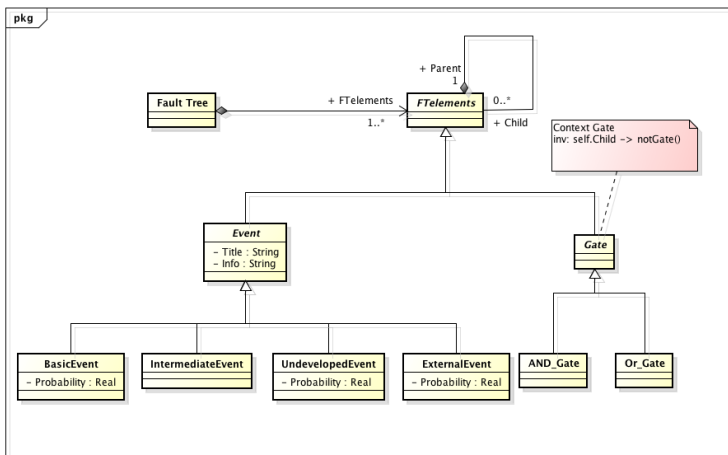 pkg
+ Parent
1
Fault Tree
+ FTelements
1..*
FTelements
0..*
+ Child
Context Gate
inv: self.Child -> notGate()
Event
- Title : String
- Info : String
Gate
BasicEvent
- Probability : Real
IntermediateEvent
UndevelopedEvent
- Probability : Real
ExternalEvent
- Probability : Real
AND_Gate
Or_Gate